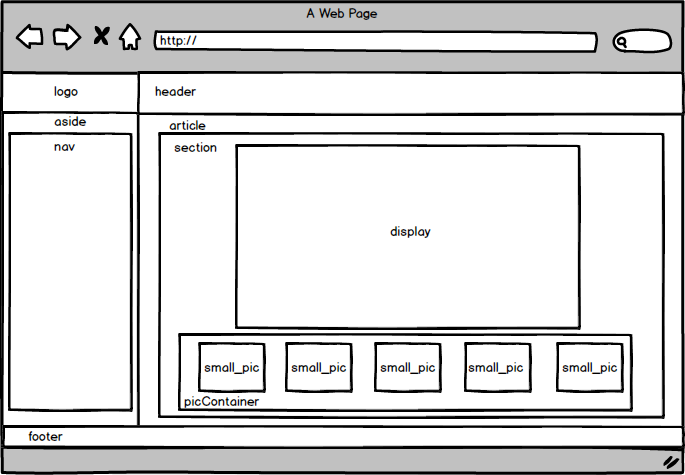 A Web Page
http://
logo
header
aside
article
nav
section
display
small_pic small_pic small_pic small_pic small_pic
picContainer
footer